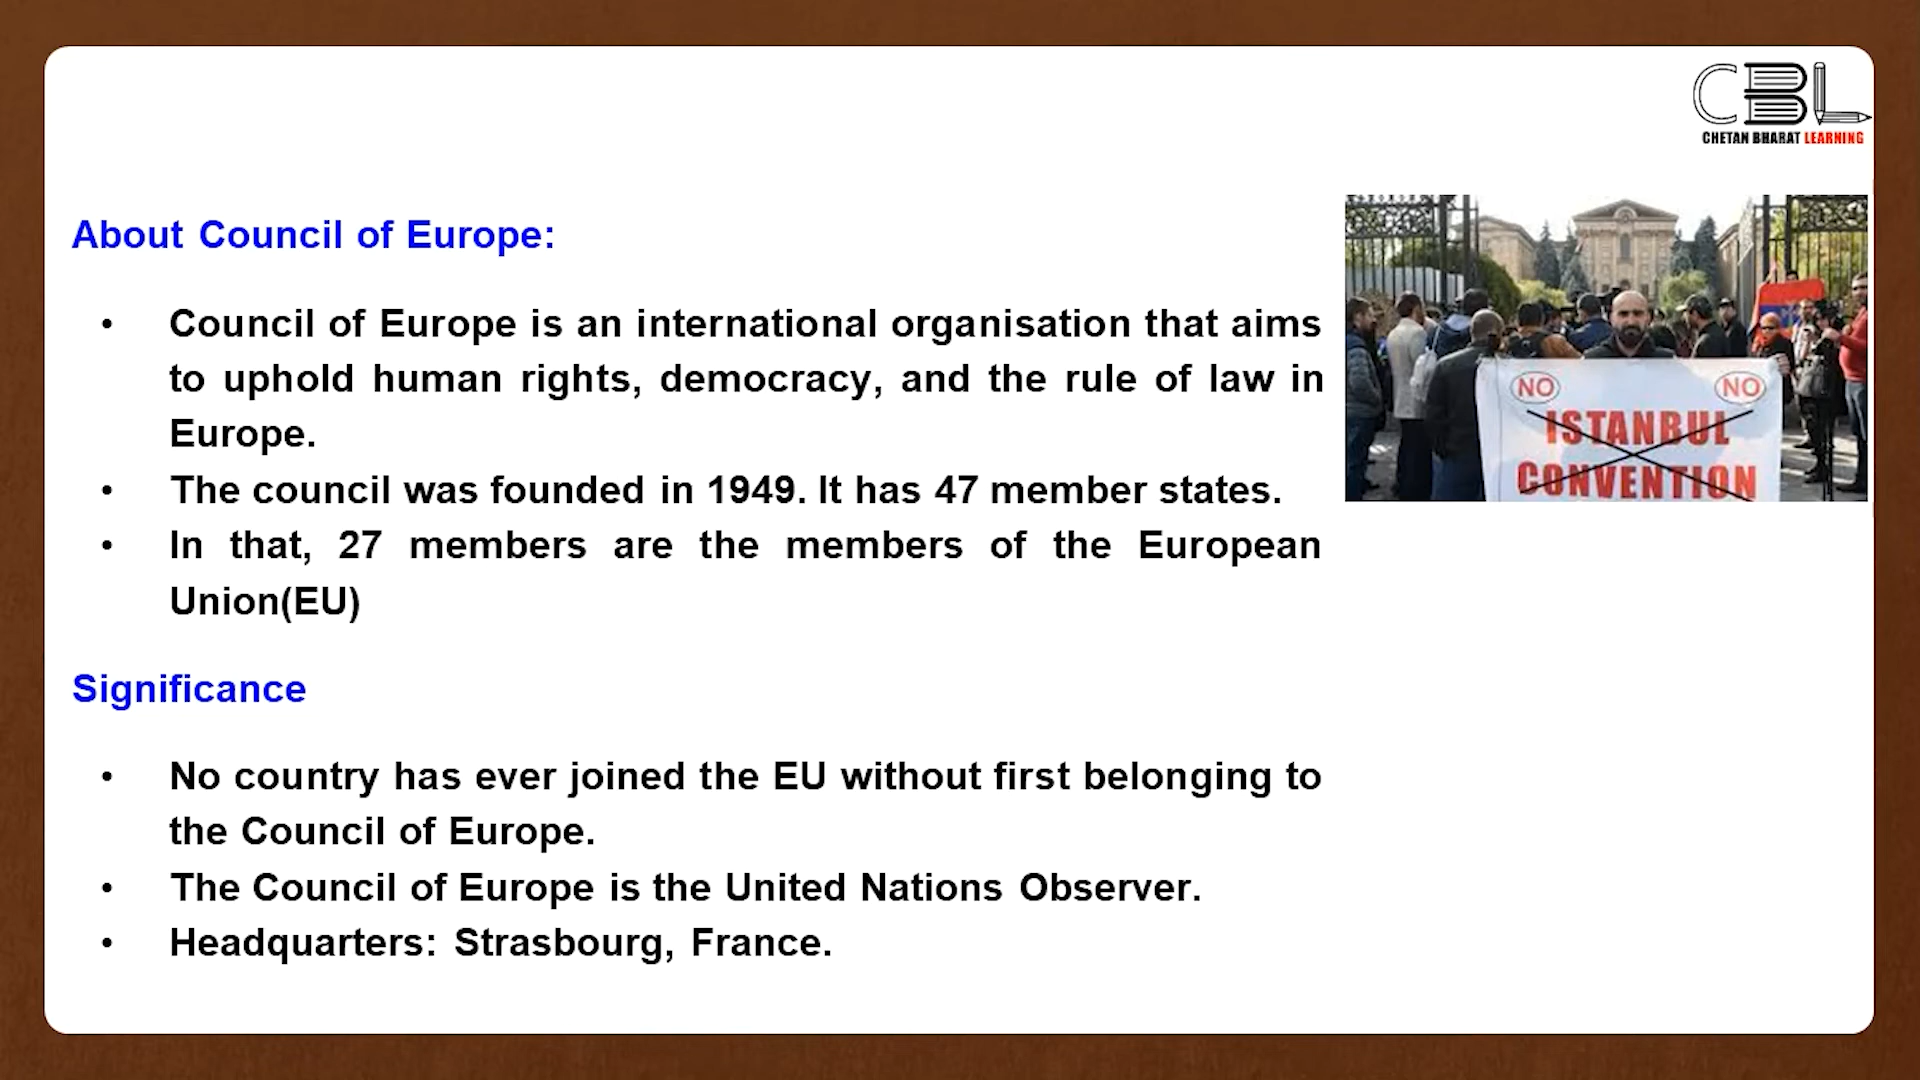 CBL
CHETAN BHARAT LEARNING
About Council of Europe:
• Council of Europe is an international organisation that aims
to uphold human rights, democracy, and the rule of law in
Europe.
• The council was founded in 1949. It has 47 member states.
• In that, 27 members are the members of the European
Union(EU)
NO NO
ISTANBUL
CONVENTION
Significance
• No country has ever joined the EU without first belonging to
the Council of Europe.
• The Council of Europe is the United Nations Observer.
• Headquarters: Strasbourg, France.